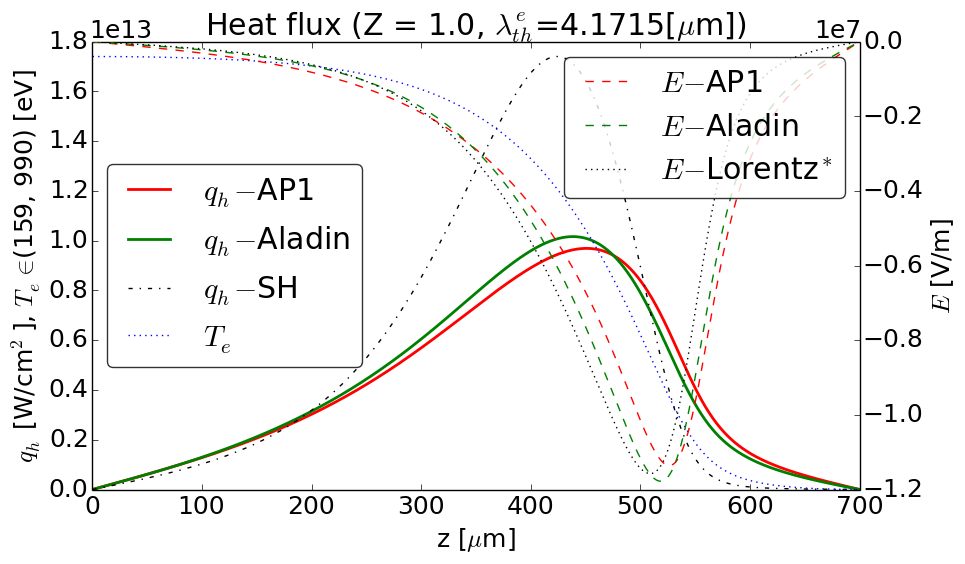 Heat flux (Z = 1.0, λ_th^e=4.1715[μm])
1e13
1e7
1.8
1.6
1.4
1.2
1.0
0.8
0.6
0.4
0.2
0.0
q_h [W/cm²], T_e ∈(159, 990) [eV]
q_h −AP1
q_h −Aladin
q_h −SH
T_e
E−AP1
E−Aladin
E−Lorentz*
0.0
−0.2
−0.4
−0.6
−0.8
−1.0
−1.2
E [V/m]
0 100 200 300 400 500 600 700
z [μm]